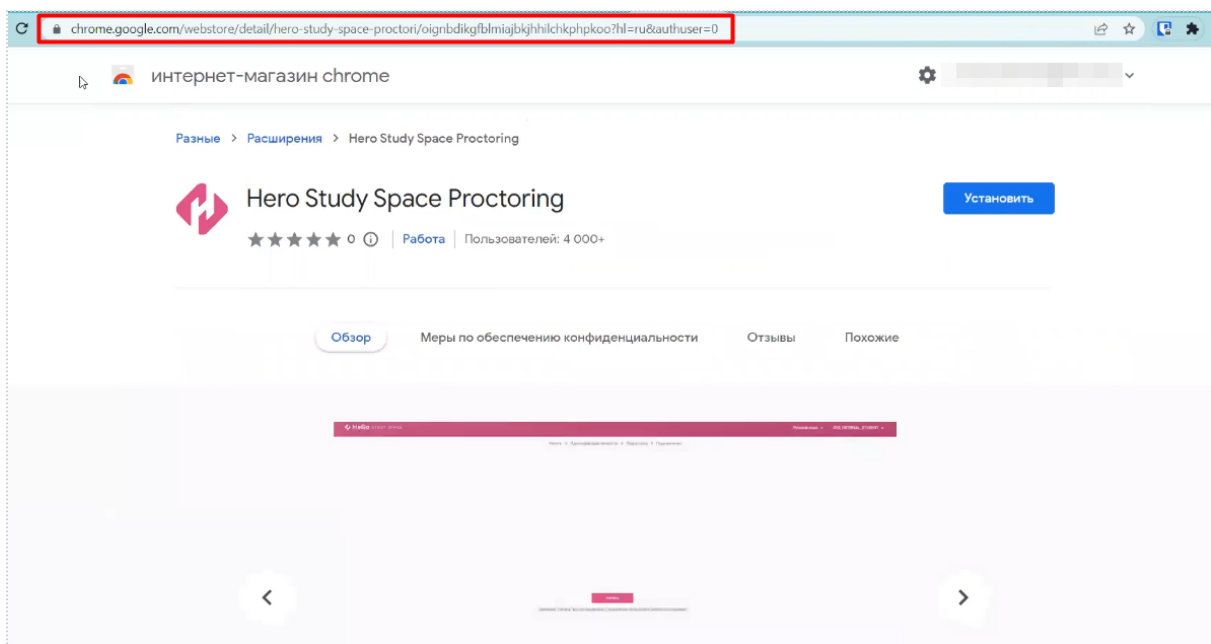 chrome.google.com/webstore/detail/hero-study-space-proctori/oignbdikgfblmiajbkjhhilchkphpkoo?hl=ru&authuser=0
интернет-магазин chrome
Разные > Расширения > Hero Study Space Proctoring
Hero Study Space Proctoring
Установить
0 Работа Пользователей: 4 000+
Обзор Меры по обеспечению конфиденциальности Отзывы Похожие